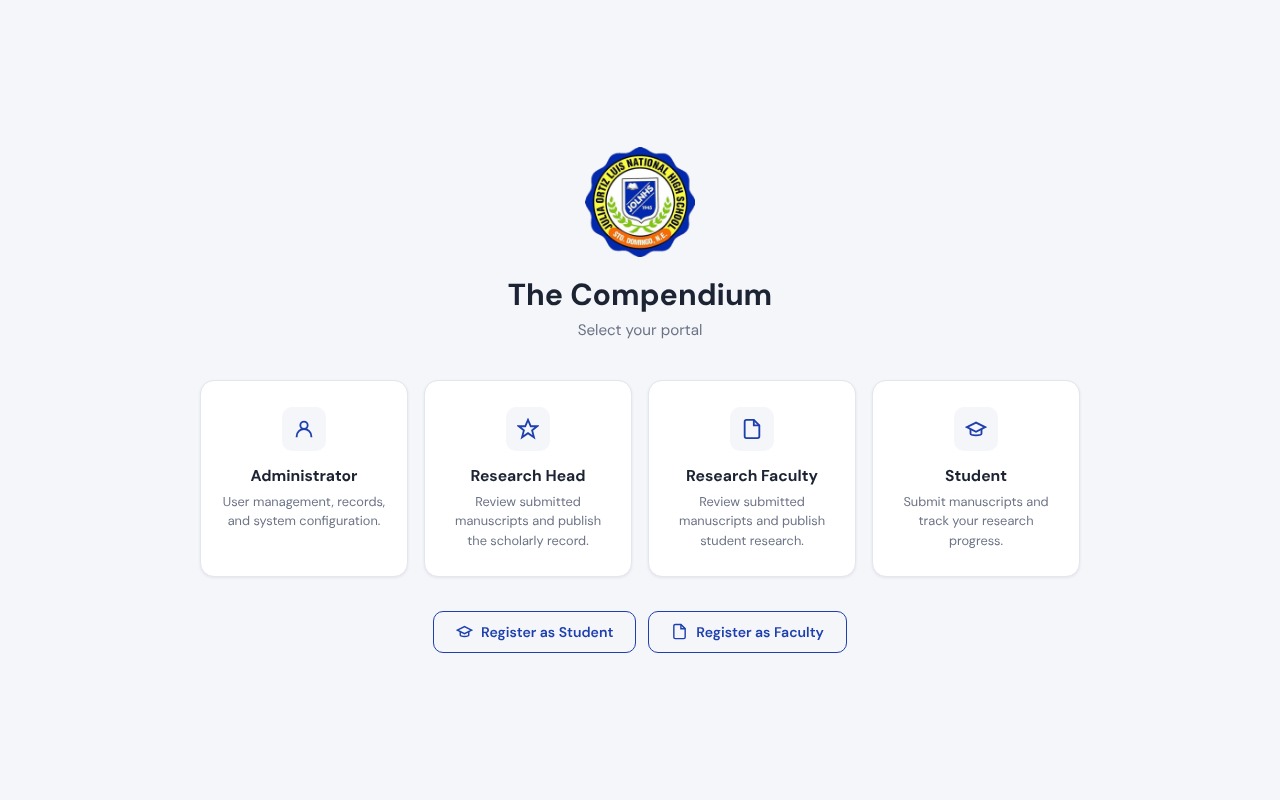 JULIA ORTIZ LUIS NATIONAL HIGH SCHOOL
JOLNHS
1945
STO. DOMINGO, N.E.
The Compendium
Select your portal
Administrator
User management, records,
and system configuration.
Research Head
Review submitted
manuscripts and publish
the scholarly record.
Research Faculty
Review submitted
manuscripts and publish
student research.
Student
Submit manuscripts and
track your research
progress.
Register as Student
Register as Faculty